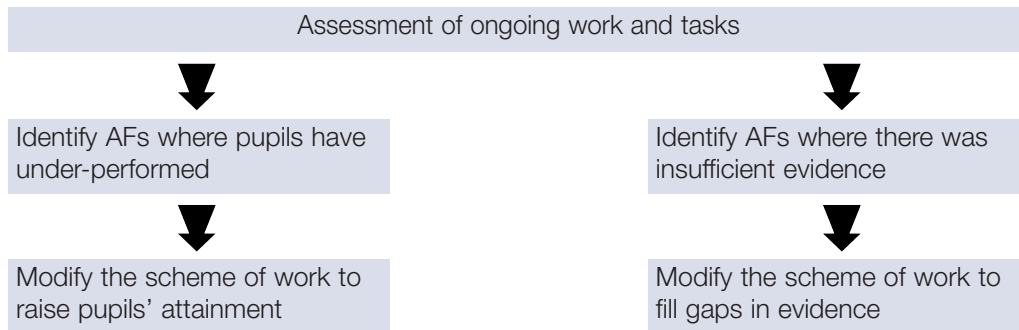 Assessment of ongoing work and tasks
Identify AFs where pupils have
under-performed
Identify AFs where there was
insufficient evidence
Modify the scheme of work to
raise pupils’ attainment
Modify the scheme of work to
fill gaps in evidence